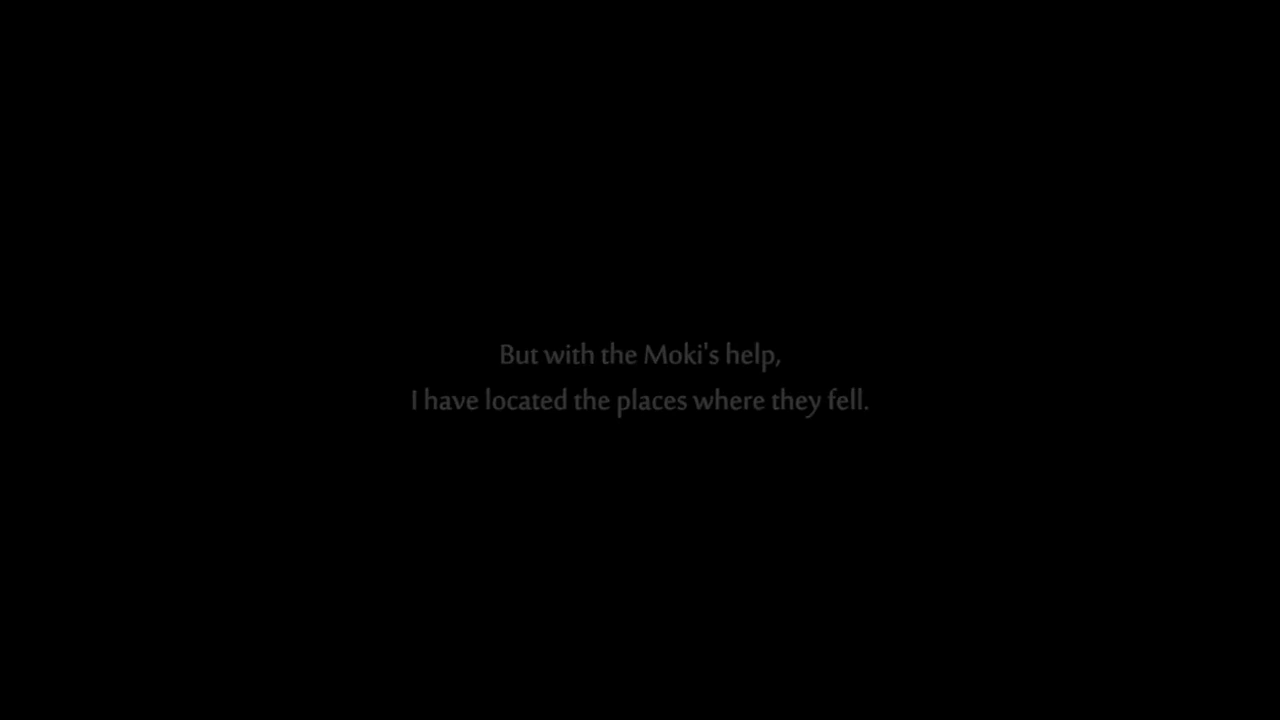 But with the Moki's help,
I have located the places where they fell.